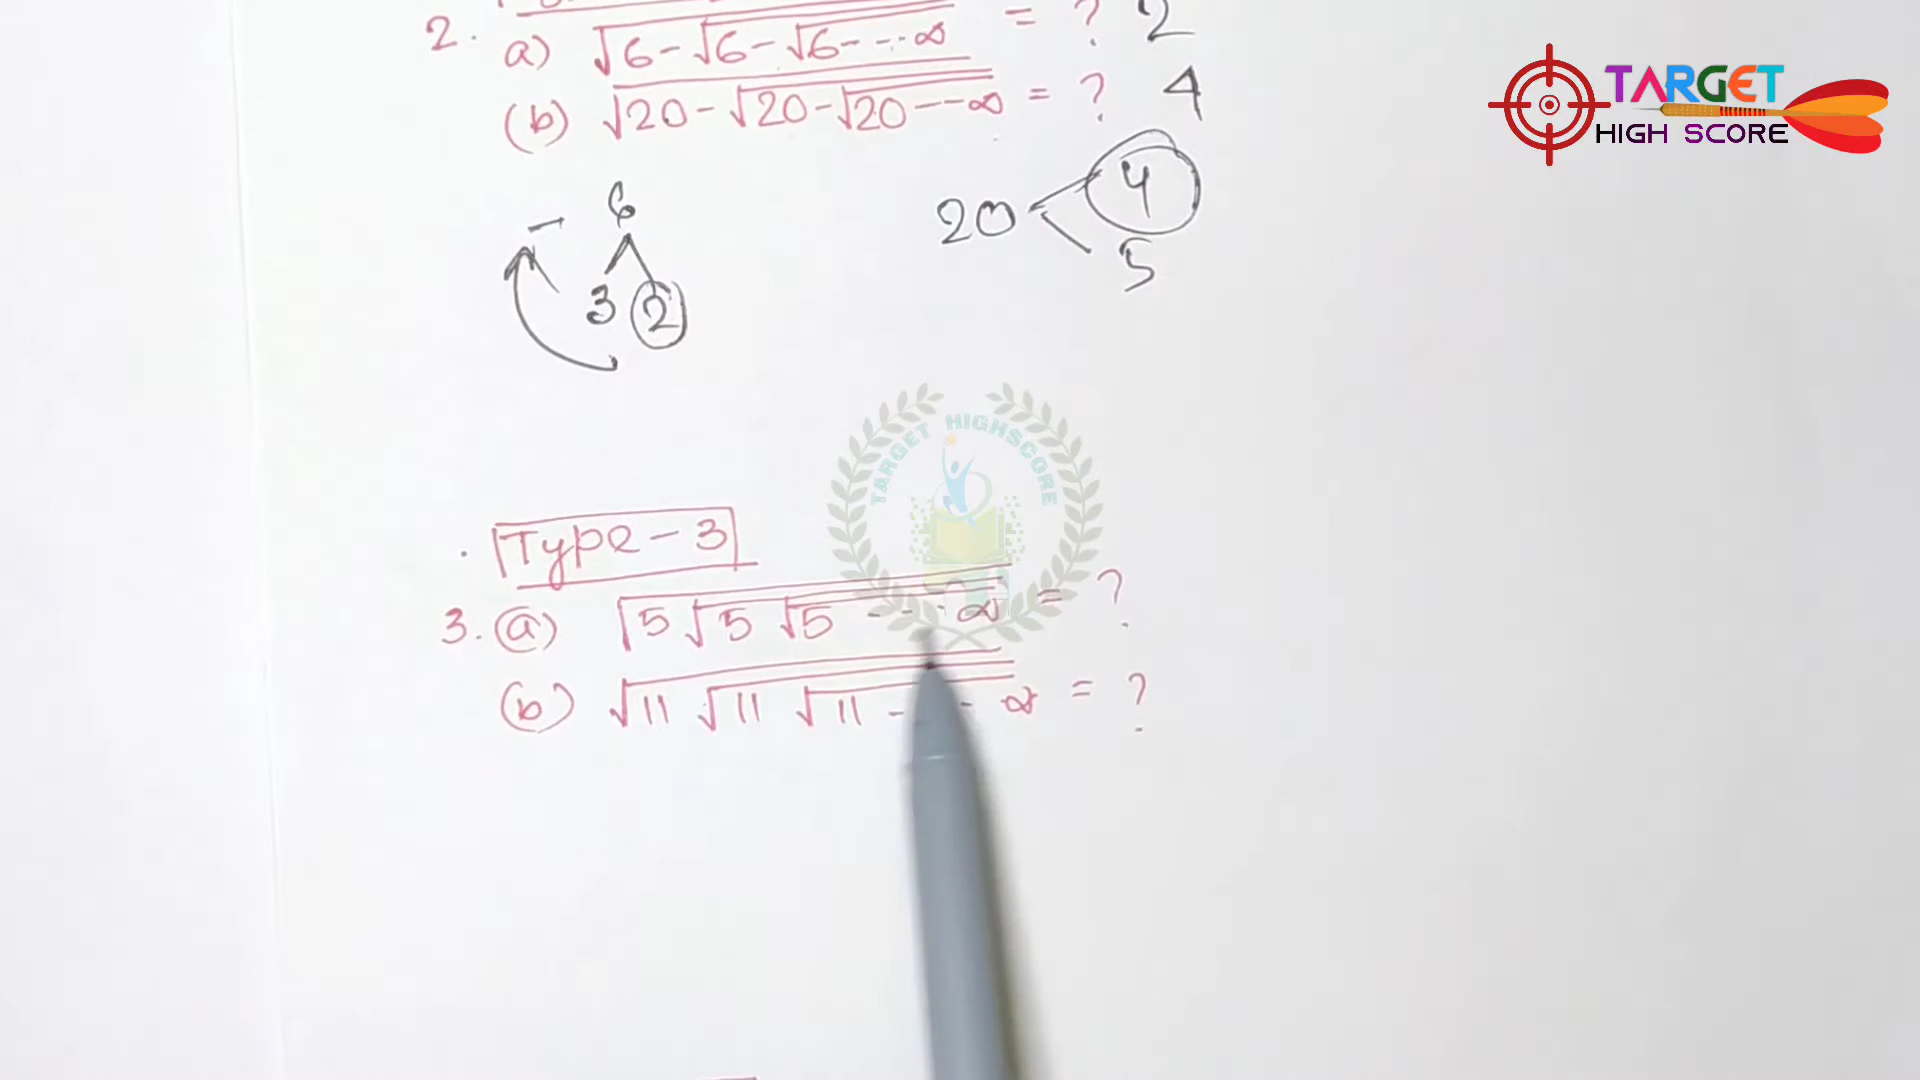 2.
a) √6-√6-√6---∞ = ? 2
(b) √20-√20-√20---∞ = ? 4
TARGET
HIGH SCORE
6
3 2
20
4
5
TARGET HIGHSCORE
Type-3
3. (a) √5 √5 √5 ---∞ = ?
(b) √11 √11 √11 --- ∞ = ?